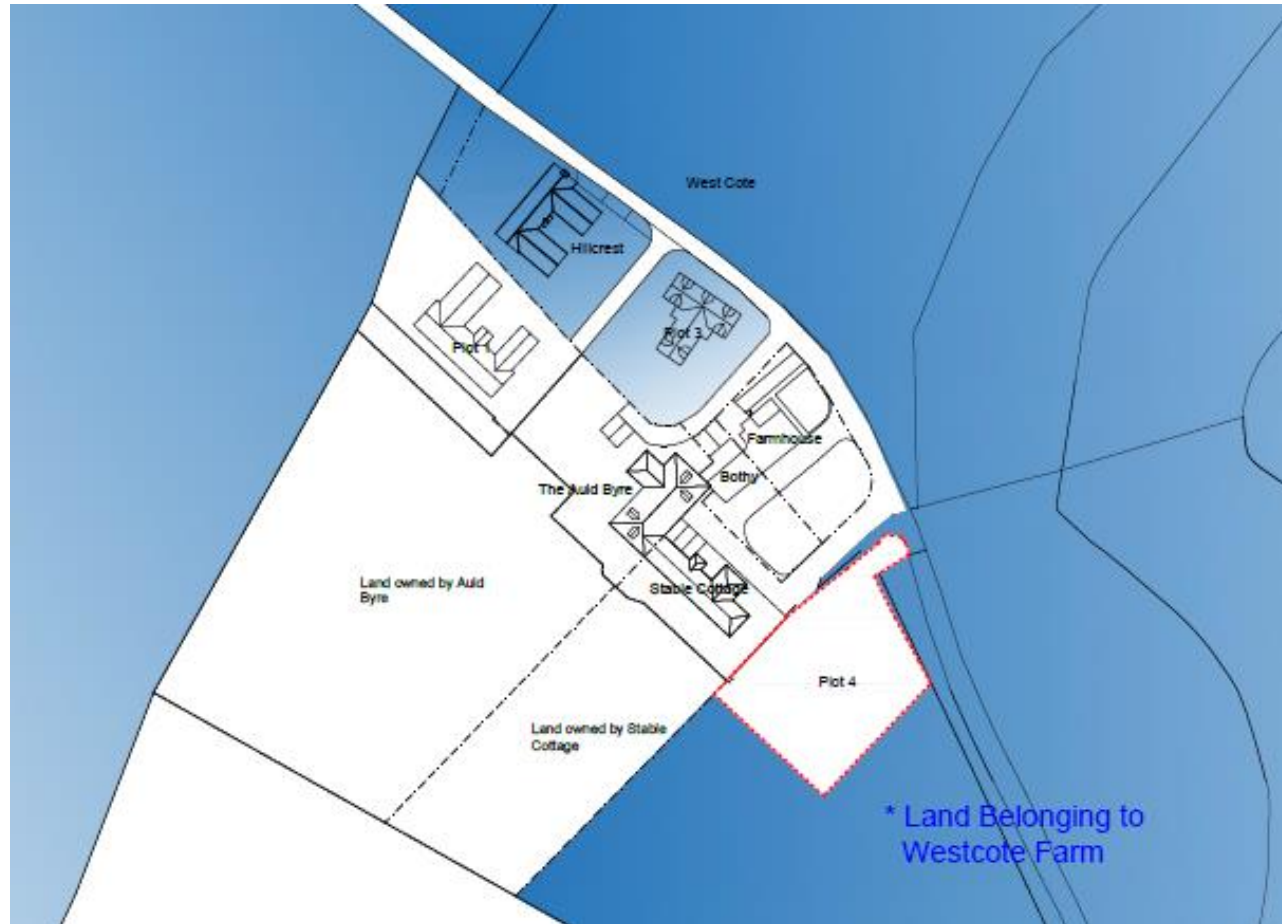 West Cote
Hillcrest
Plot 3
Plot 1
Farmhouse
Bothy
The Auld Byre
Land owned by Auld
Byre
Stable Cottage
Plot 4
Land owned by Stable
Cottage
* Land Belonging to
Westcote Farm